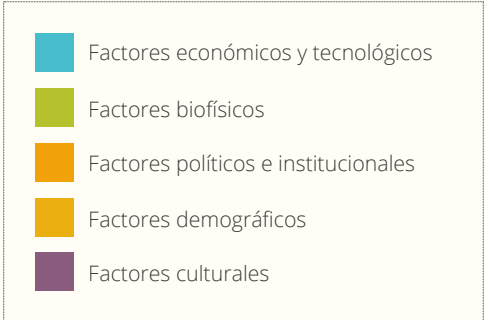 Factores económicos y tecnológicos
Factores biofísicos
Factores políticos e institucionales
Factores demográficos
Factores culturales